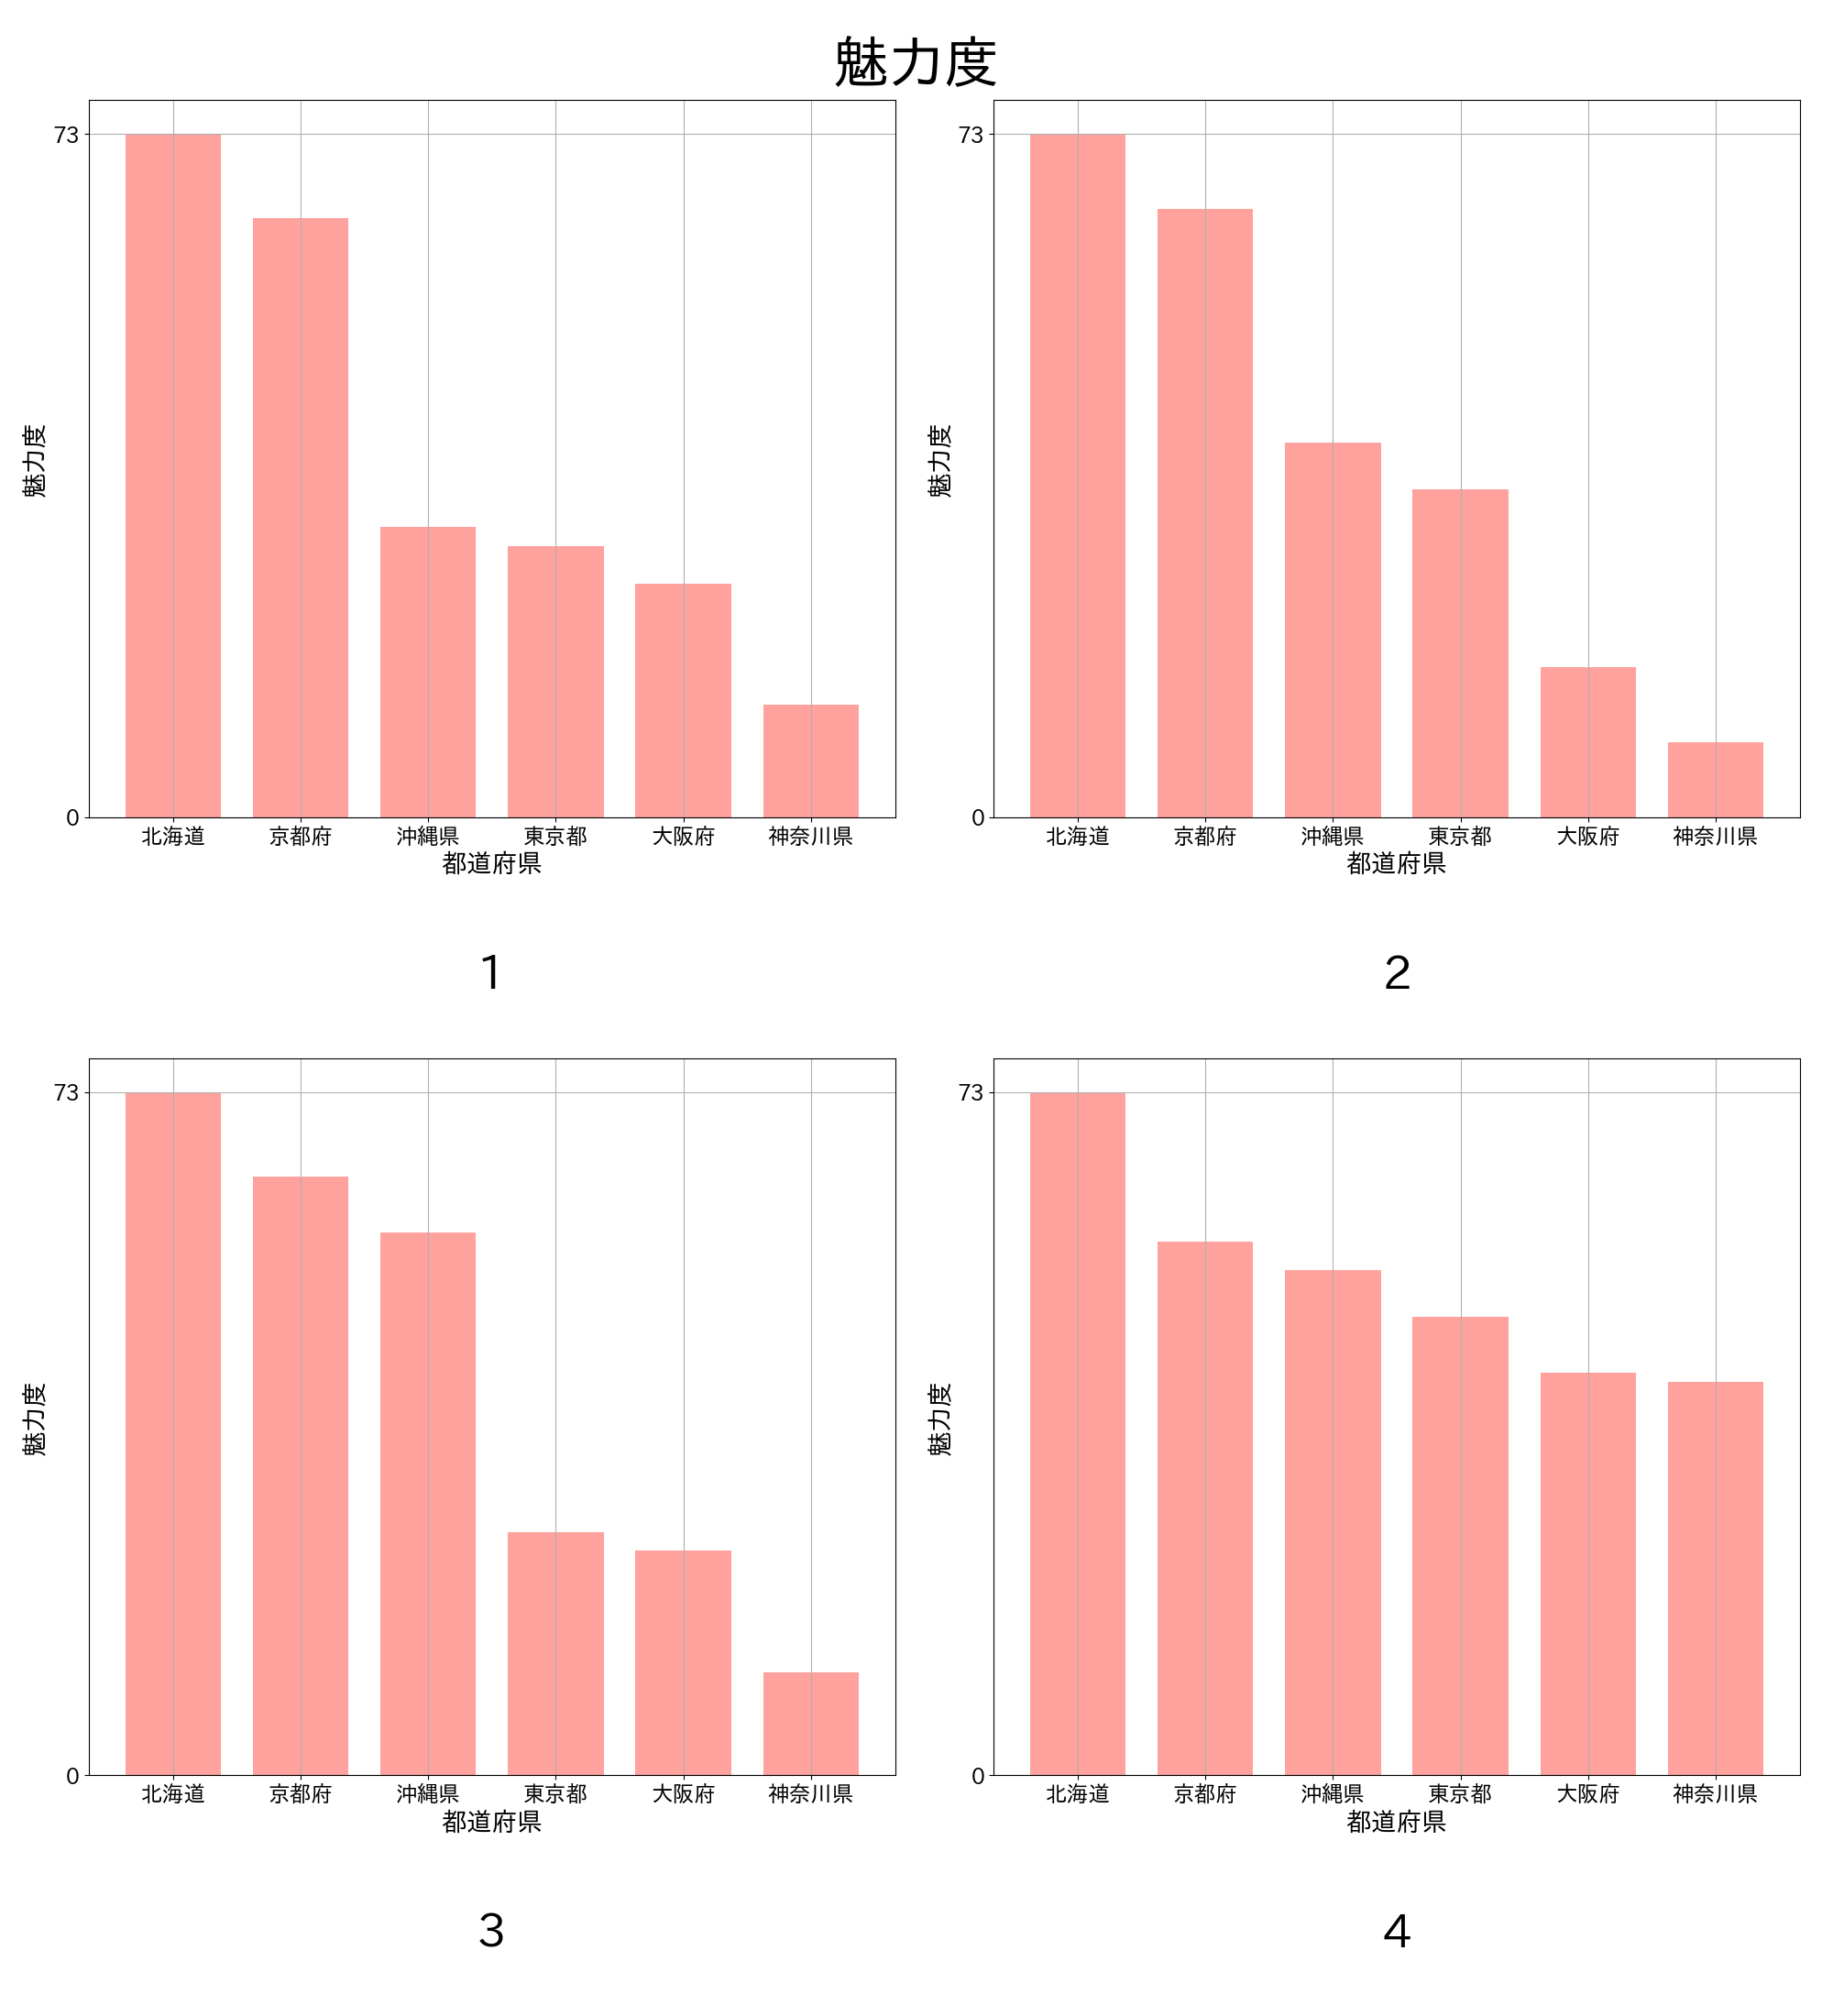 魅力度
73
魅力度
0
北海道 京都府 沖縄県 東京都 大阪府 神奈川県
都道府県
1
73
魅力度
0
北海道 京都府 沖縄県 東京都 大阪府 神奈川県
都道府県
2
73
魅力度
0
北海道 京都府 沖縄県 東京都 大阪府 神奈川県
都道府県
3
73
魅力度
0
北海道 京都府 沖縄県 東京都 大阪府 神奈川県
都道府県
4